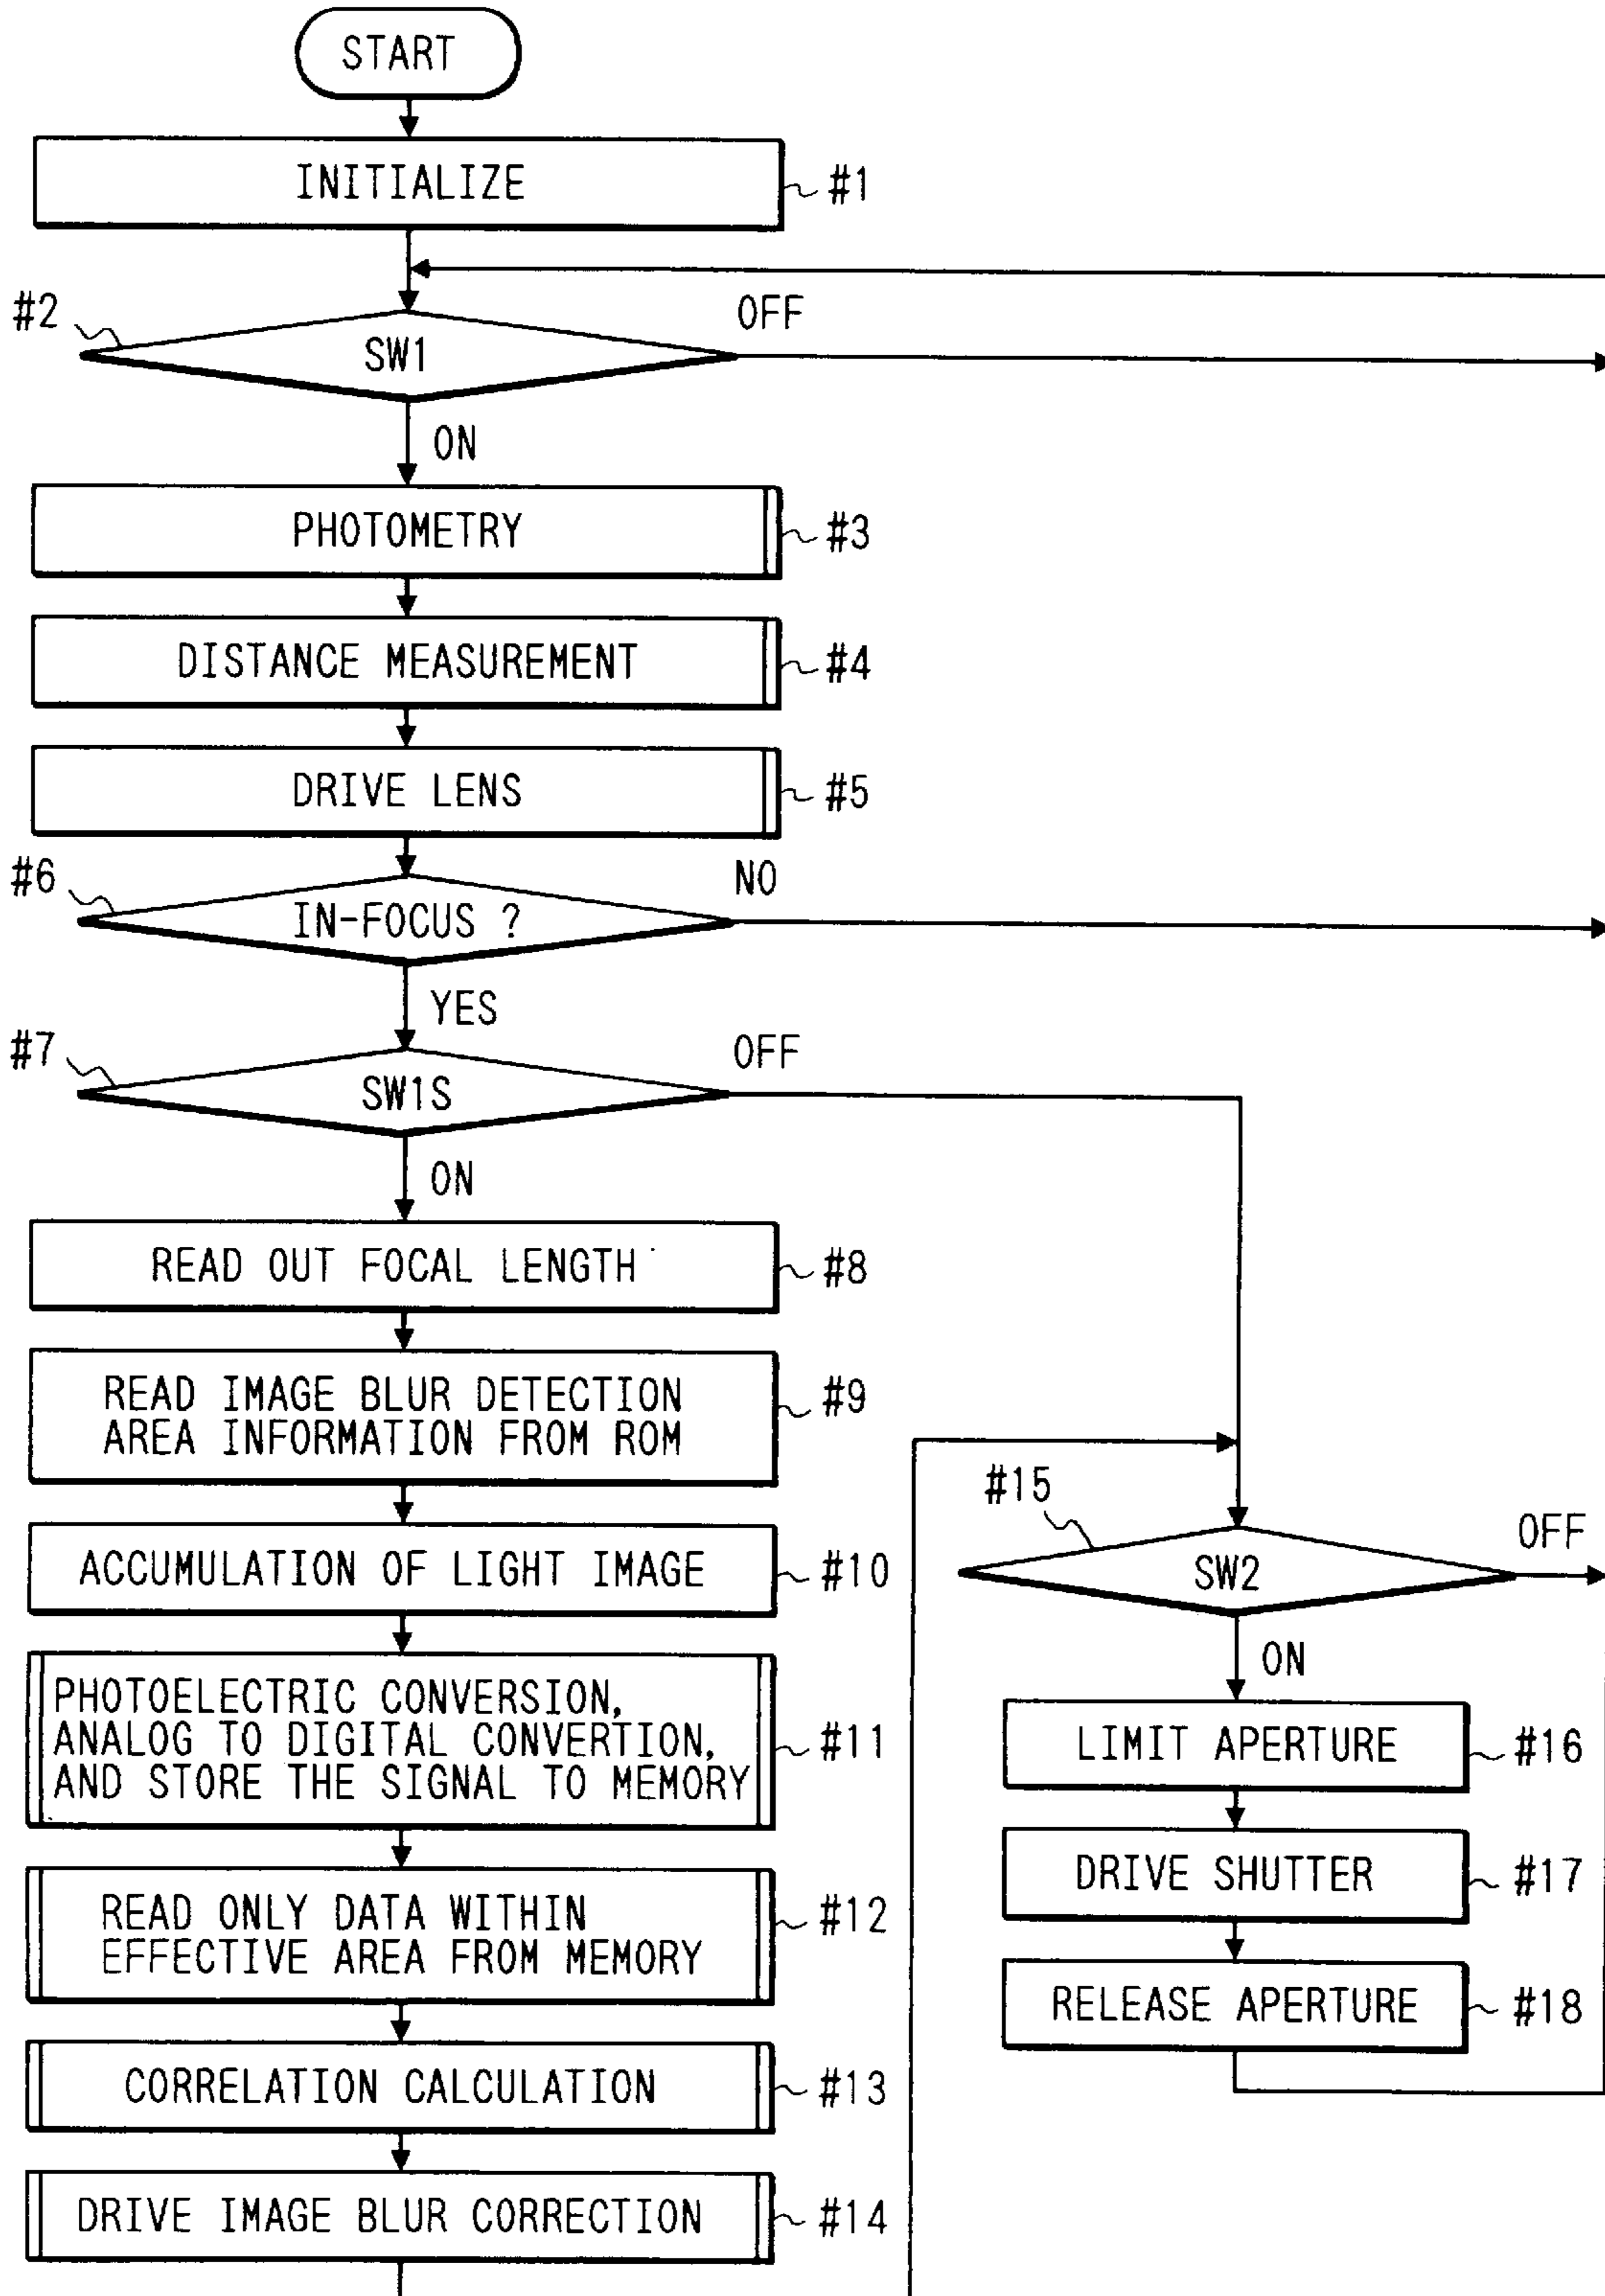 START
INITIALIZE
#1
#2
SW1
OFF
ON
PHOTOMETRY
#3
DISTANCE MEASUREMENT
#4
DRIVE LENS
#5
#6
IN-FOCUS ?
NO
YES
#7
SW1S
OFF
ON
READ OUT FOCAL LENGTH
#8
READ IMAGE BLUR DETECTION
AREA INFORMATION FROM ROM
#9
ACCUMULATION OF LIGHT IMAGE
#10
PHOTOELECTRIC CONVERSION,
ANALOG TO DIGITAL CONVERTION,
AND STORE THE SIGNAL TO MEMORY
#11
READ ONLY DATA WITHIN
EFFECTIVE AREA FROM MEMORY
#12
CORRELATION CALCULATION
#13
DRIVE IMAGE BLUR CORRECTION
#14
#15
SW2
OFF
ON
LIMIT APERTURE
#16
DRIVE SHUTTER
#17
RELEASE APERTURE
#18